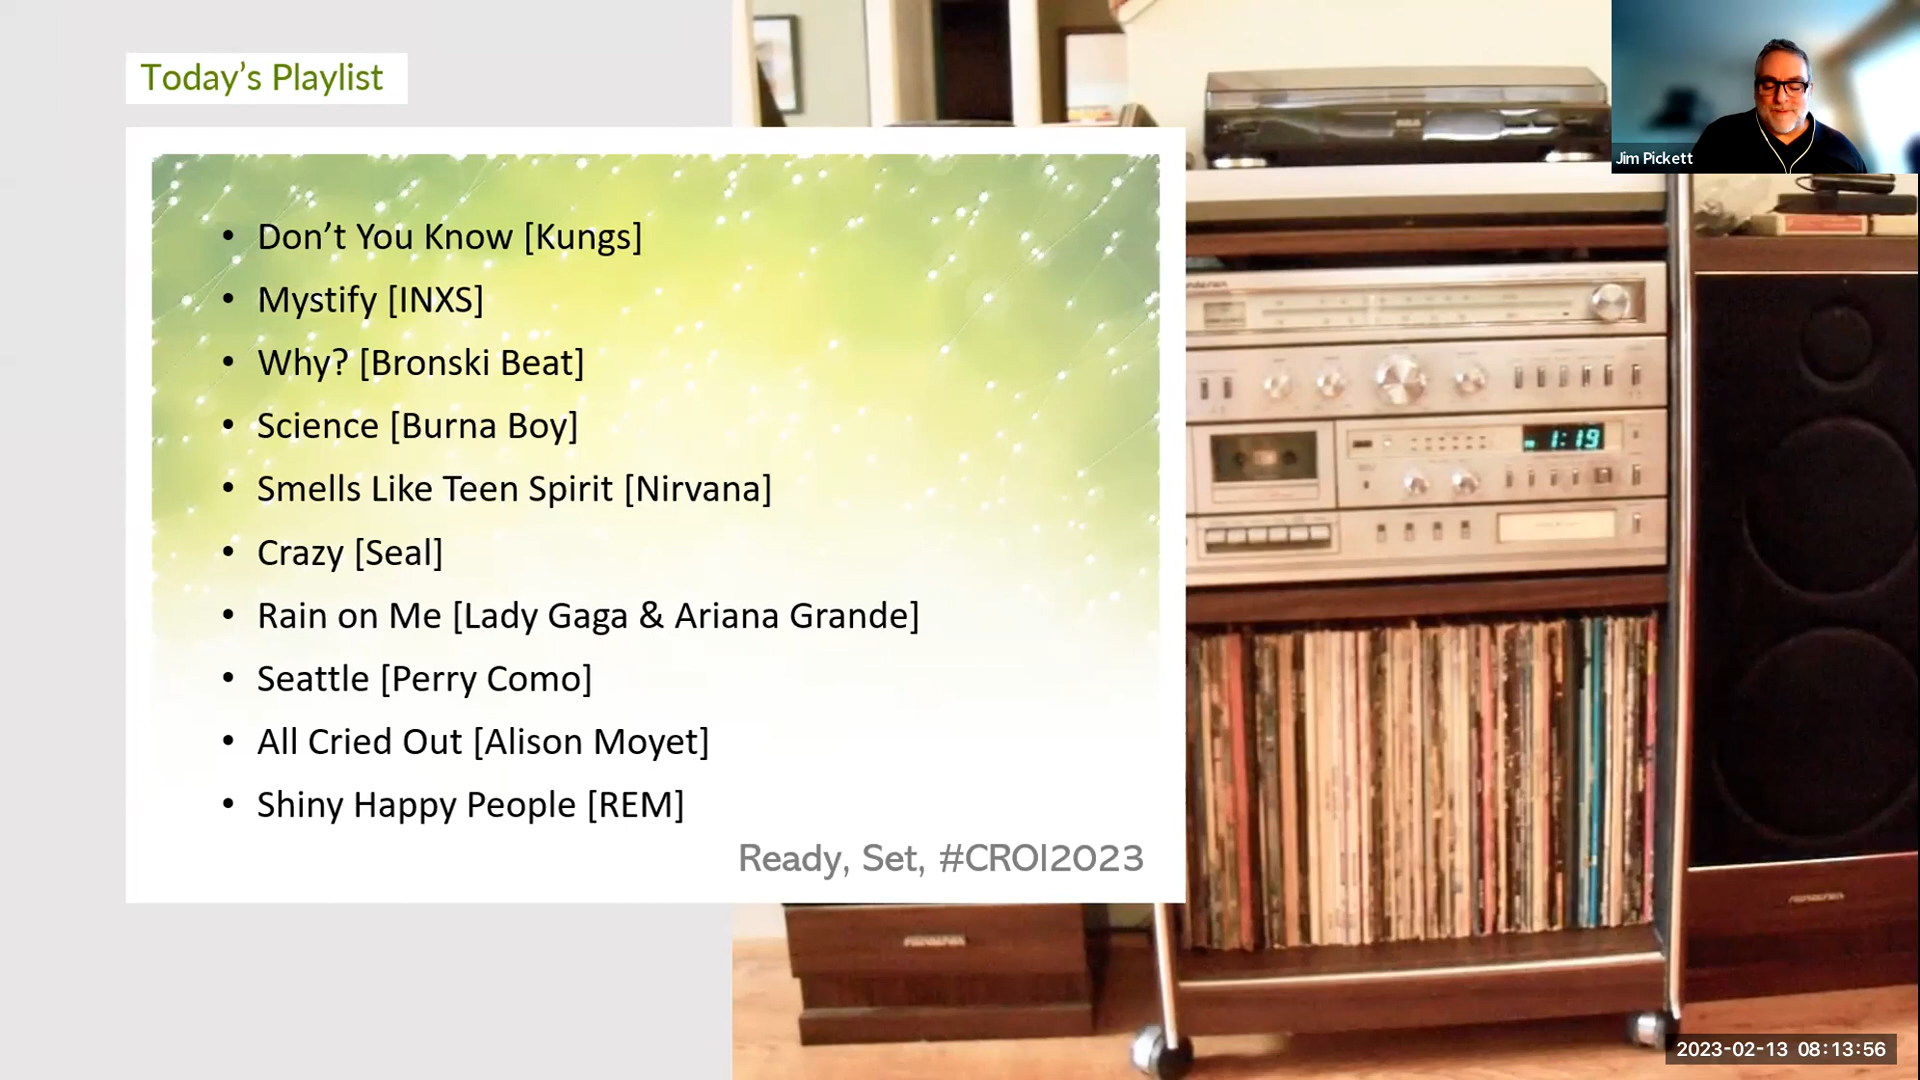 Today’s Playlist
• Don’t You Know [Kungs]
• Mystify [INXS]
• Why? [Bronski Beat]
• Science [Burna Boy]
• Smells Like Teen Spirit [Nirvana]
• Crazy [Seal]
• Rain on Me [Lady Gaga & Ariana Grande]
• Seattle [Perry Como]
• All Cried Out [Alison Moyet]
• Shiny Happy People [REM]
Ready, Set, #CROI2023
Jim Pickett
1:19
2023-02-13 08:13:56